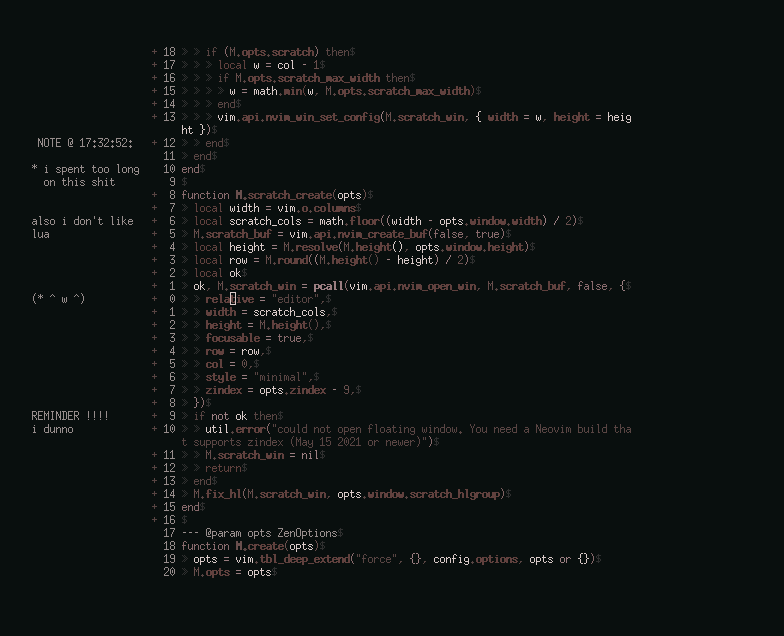 + 18 > > if (M.opts.scratch) then$
+ 17 > > > local w = col - 1$
+ 16 > > > if M.opts.scratch_max_width then$
+ 15 > > > > w = math.min(w, M.opts.scratch_max_width)$
+ 14 > > > end$
+ 13 > > > vim.api.nvim_win_set_config(M.scratch_win, { width = w, height = heig
ht })$
NOTE @ 17:32:52: + 12 > > end$
11 > end$
* i spent too long 10 end$
on this shit 9 $
+ 8 function M.scratch_create(opts)$
+ 7 > local width = vim.o.columns$
also i don't like + 6 > local scratch_cols = math.floor((width - opts.window.width) / 2)$
lua + 5 > M.scratch_buf = vim.api.nvim_create_buf(false, true)$
+ 4 > local height = M.resolve(M.height(), opts.window.height)$
+ 3 > local row = M.round((M.height() - height) / 2)$
+ 2 > local ok$
+ 1 > ok, M.scratch_win = pcall(vim.api.nvim_open_win, M.scratch_buf, false, {$
(* ^ w ^) + 0 > > relative = "editor",$
+ 1 > > width = scratch_cols,$
+ 2 > > height = M.height(),$
+ 3 > > focusable = true,$
+ 4 > > row = row,$
+ 5 > > col = 0,$
+ 6 > > style = "minimal",$
+ 7 > > zindex = opts.zindex - 9,$
+ 8 > })$
REMINDER !!!! + 9 > if not ok then$
i dunno + 10 > > util.error("could not open floating window. You need a Neovim build tha
t supports zindex (May 15 2021 or newer)")$
+ 11 > > M.scratch_win = nil$
+ 12 > > return$
+ 13 > end$
+ 14 > M.fix_hl(M.scratch_win, opts.window.scratch_hlgroup)$
+ 15 end$
+ 16 $
17 --- @param opts ZenOptions$
18 function M.create(opts)$
+ 19 > opts = vim.tbl_deep_extend("force", {}, config.options, opts or {})$
20 > M.opts = opts$